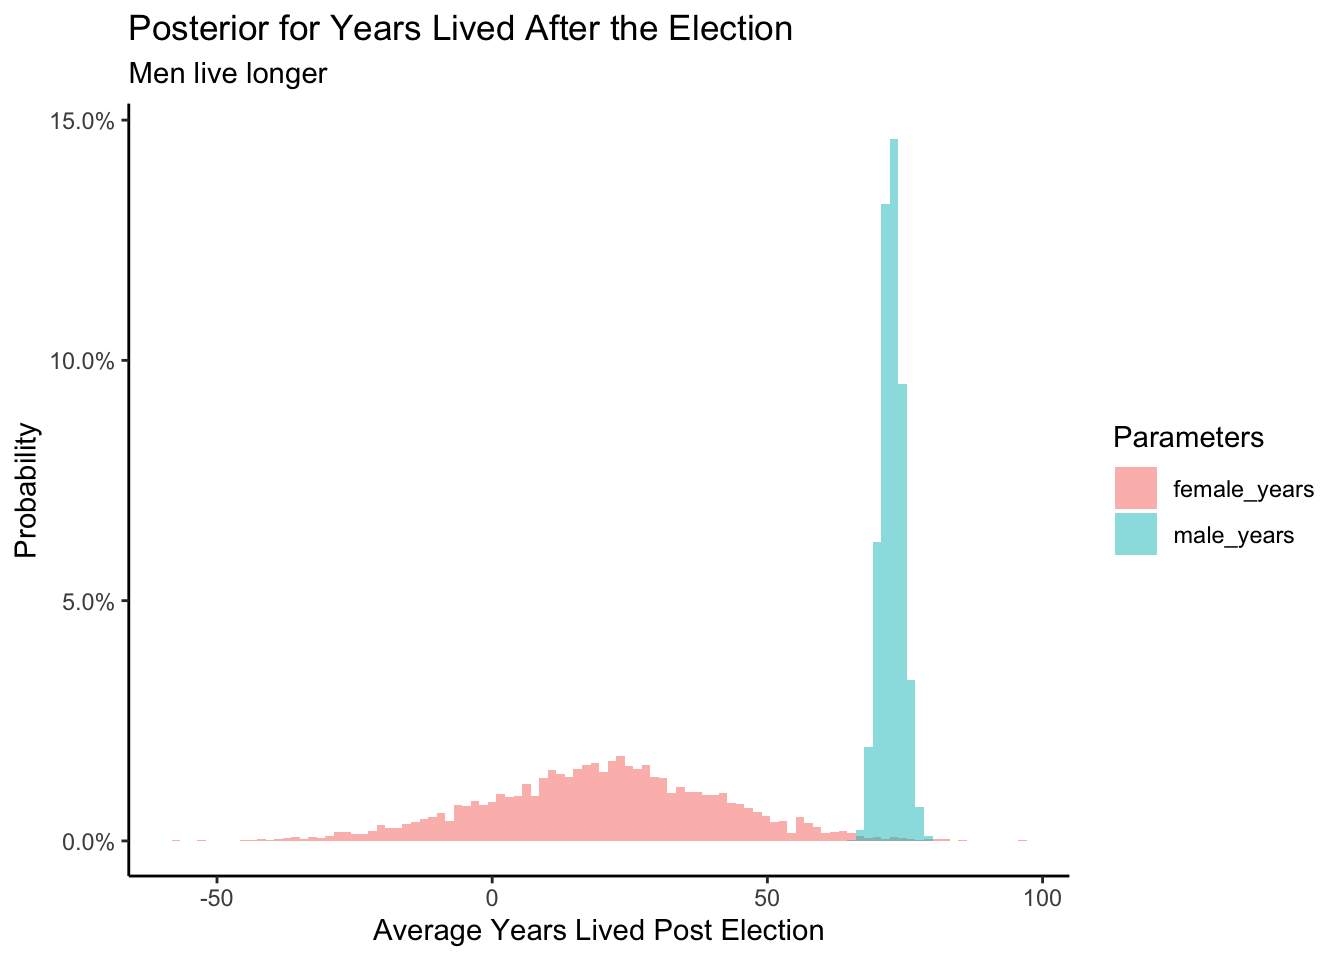 Posterior for Years Lived After the Election
Men live longer
15.0%
10.0%
5.0%
0.0%
Probability
-50
0
50
100
Average Years Lived Post Election
Parameters
female_years
male_years